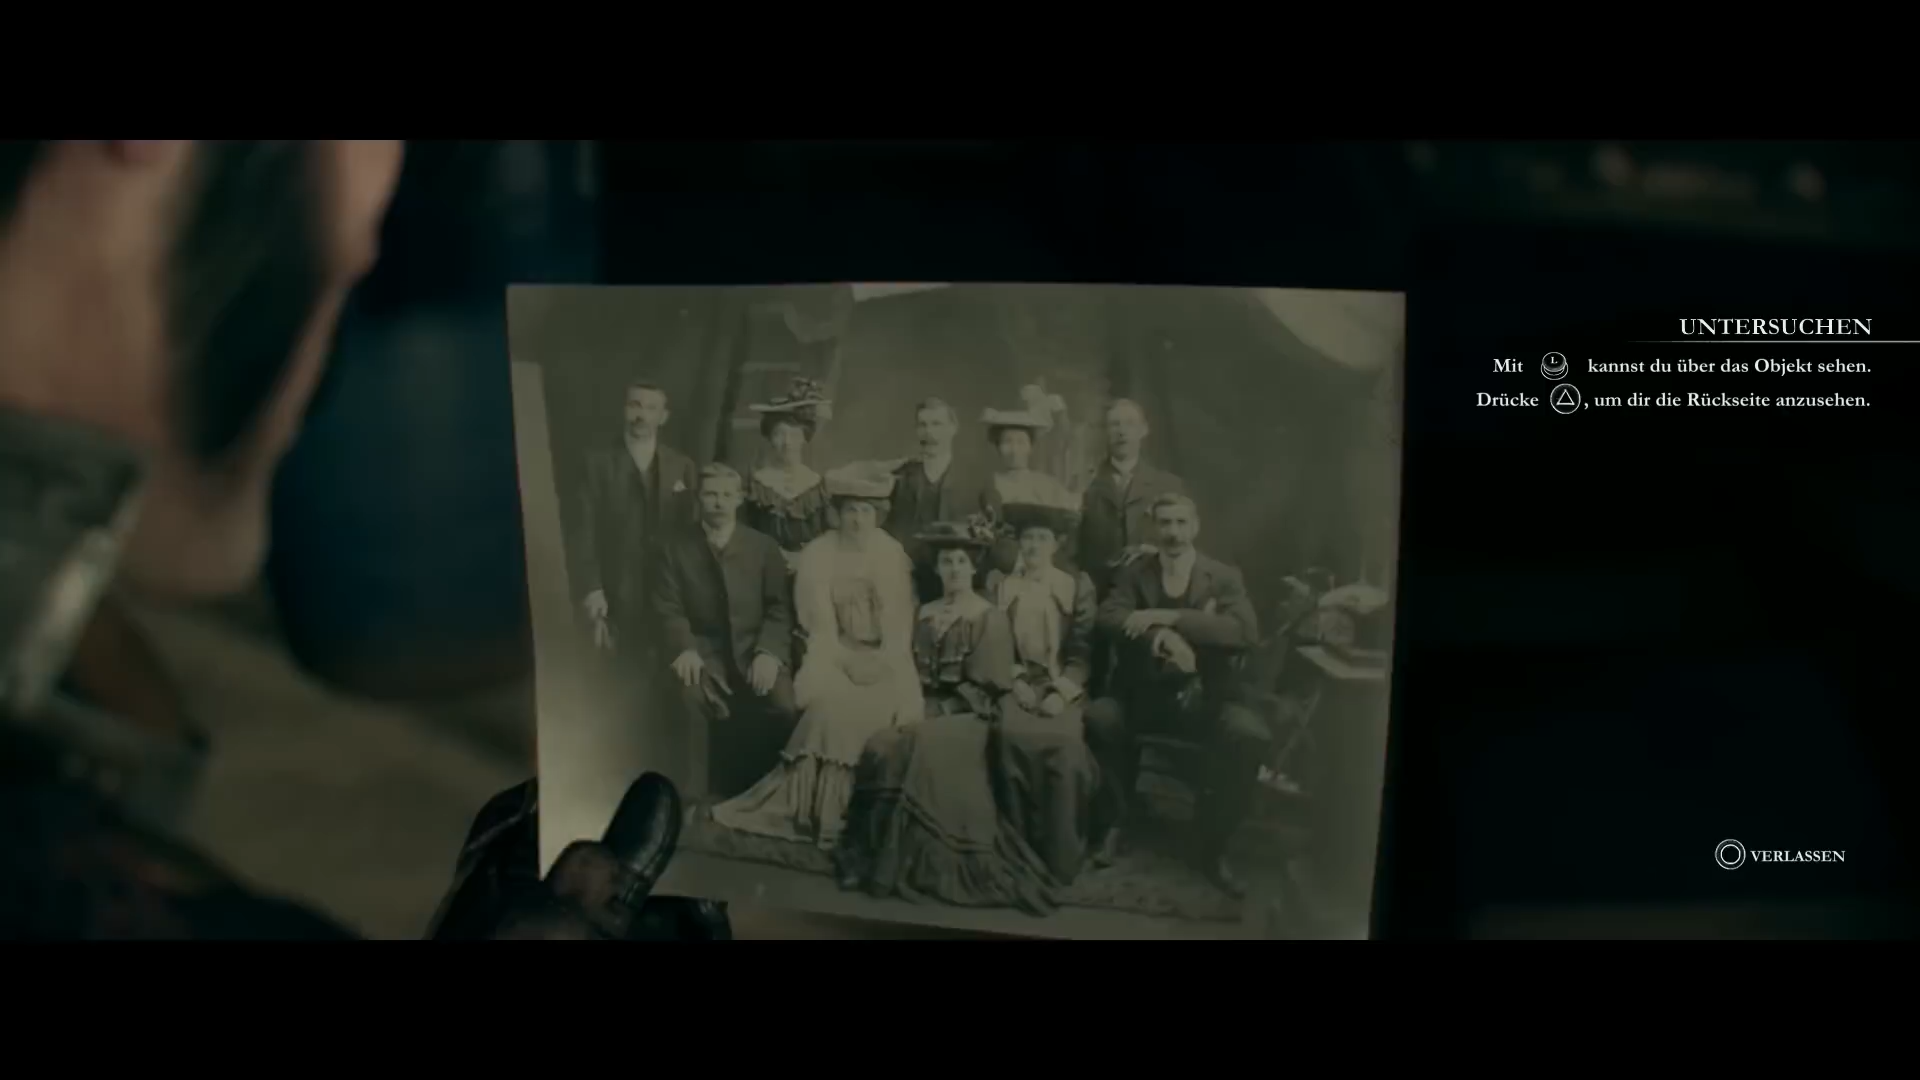 UNTERSUCHEN
Mit L kannst du über das Objekt sehen.
Drücke , um dir die Rückseite anzusehen.
VERLASSEN